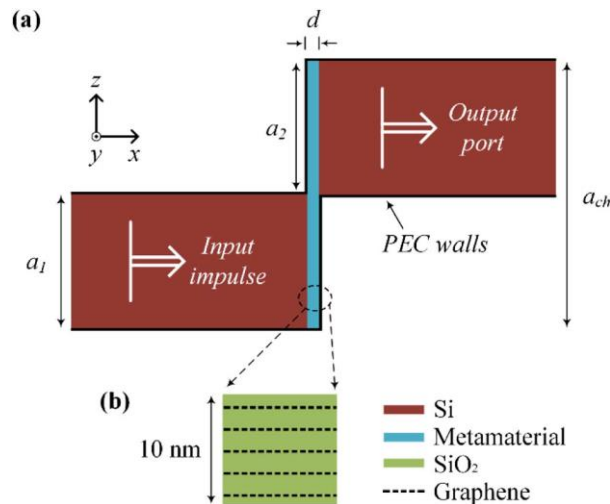 (a)
d
z
y
x
a2
Output
port
ach
a1
Input
impulse
PEC walls
(b)
10 nm
Si
Metamaterial
SiO2
Graphene